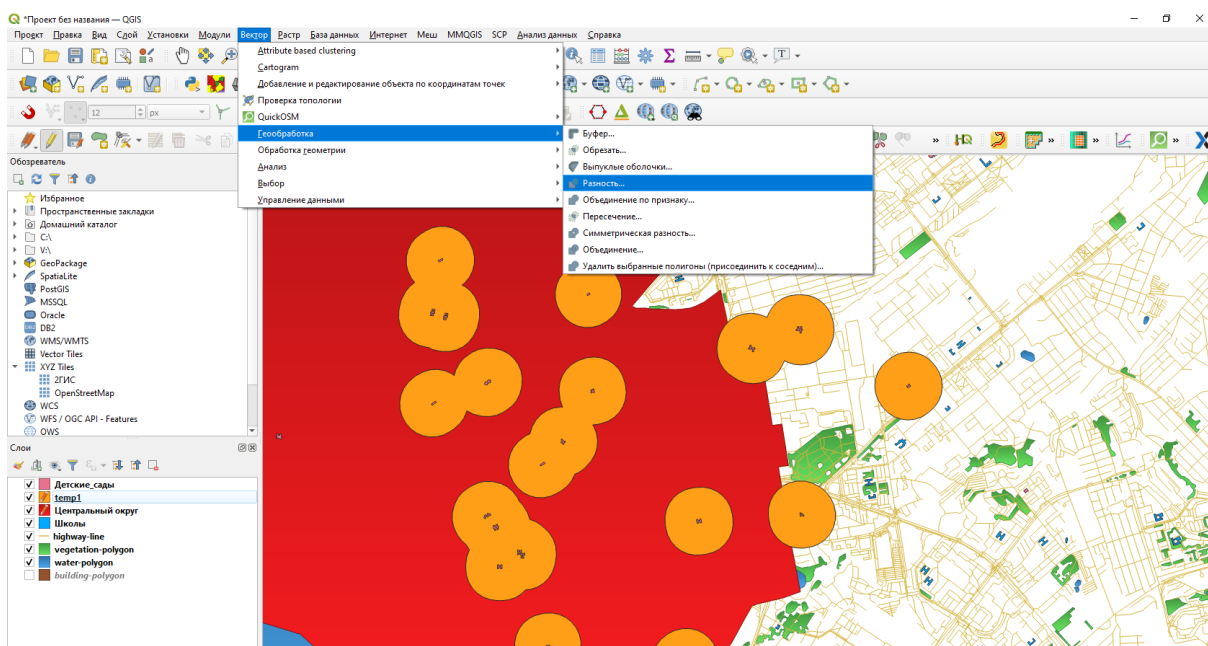 *Проект без названия — QGIS
Проект Правка Вид Слой Установки Модули Вектор Растр База данных Интернет Меш MMQGIS SCP Анализ данных Справка
Attribute based clustering
Cartogram
Добавление и редактирование объекта по координатам точек
Проверка топологии
QuickOSM
Геообработка
Обработка геометрии
Анализ
Выбор
Управление данными
Буфер...
Обрезать...
Выпуклые оболочки...
Разность...
Объединение по признаку...
Пересечение...
Симметрическая разность...
Объединение...
Удалить выбранные полигоны (присоединить к соседним)...
12
px
Обозреватель
Избранное
Пространственные закладки
Домашний каталог
C:\
V:\
GeoPackage
SpatiaLite
PostGIS
MSSQL
Oracle
DB2
WMS/WMTS
Vector Tiles
XYZ Tiles
2ГИС
OpenStreetMap
WCS
WFS / OGC API - Features
OWS
Слои
Детские_сады
temp1
Центральный округ
Школы
highway-line
vegetation-polygon
water-polygon
building-polygon